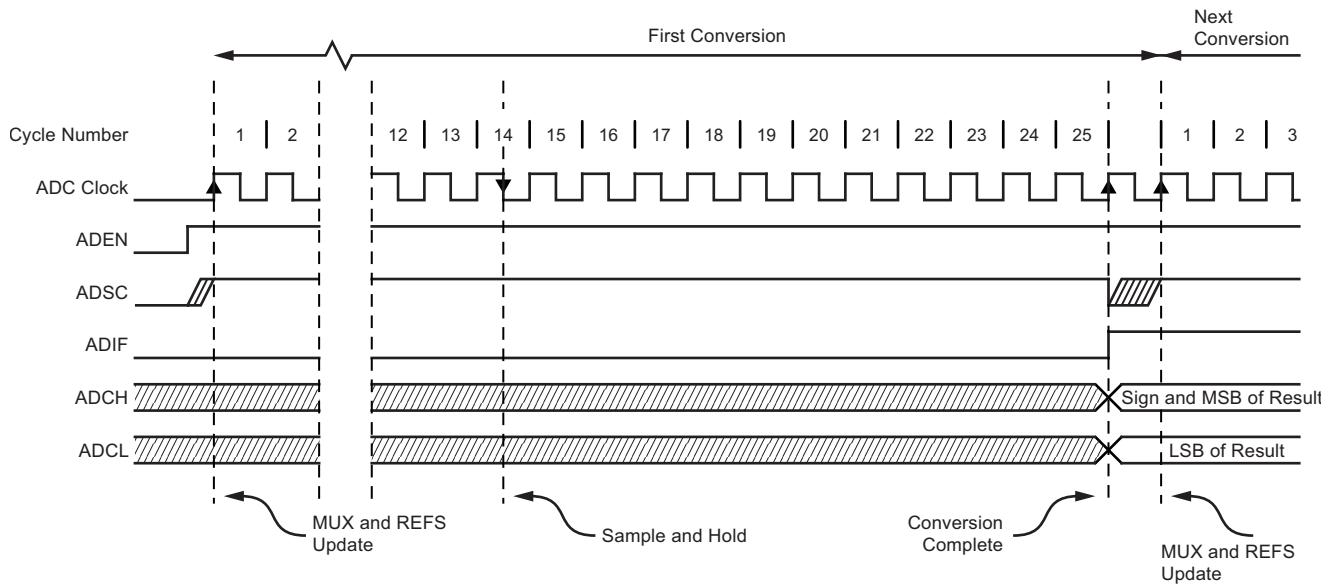 First Conversion
Next
Conversion
Cycle Number 1 2 12 13 14 15 16 17 18 19 20 21 22 23 24 25 1 2 3
ADC Clock
ADEN
ADSC
ADIF
ADCH Sign and MSB of Result
ADCL LSB of Result
MUX and REFS
Update
Sample and Hold
Conversion
Complete
MUX and REFS
Update